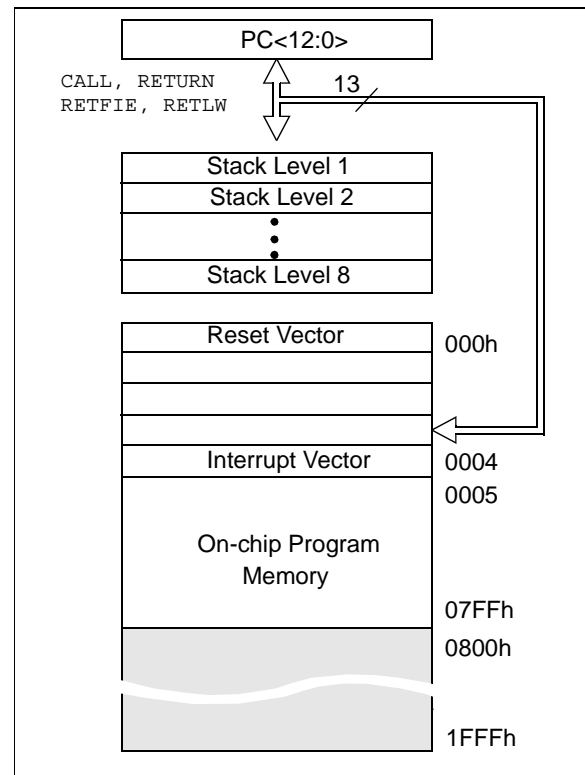 PC<12:0>
CALL, RETURN
RETFIE, RETLW
13
Stack Level 1
Stack Level 2
Stack Level 8
Reset Vector
000h
Interrupt Vector
0004
0005
On-chip Program
Memory
07FFh
0800h
1FFFh